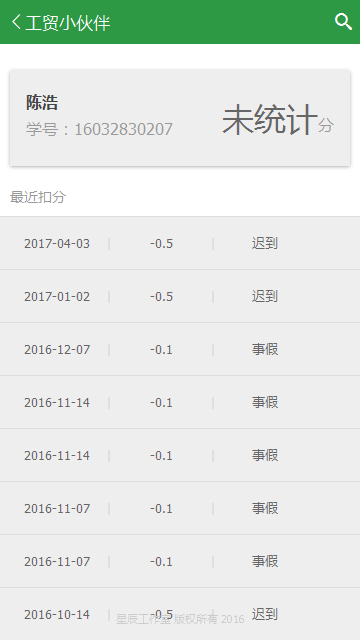 工贸小伙伴
陈浩
学号：16032830207
未统计分
最近扣分
2017-04-03 | -0.5 | 迟到
2017-01-02 | -0.5 | 迟到
2016-12-07 | -0.1 | 事假
2016-11-14 | -0.1 | 事假
2016-11-14 | -0.1 | 事假
2016-11-07 | -0.1 | 事假
2016-11-07 | -0.1 | 事假
2016-10-14 | -0.5 | 迟到
星辰工作室 版权所有 2016